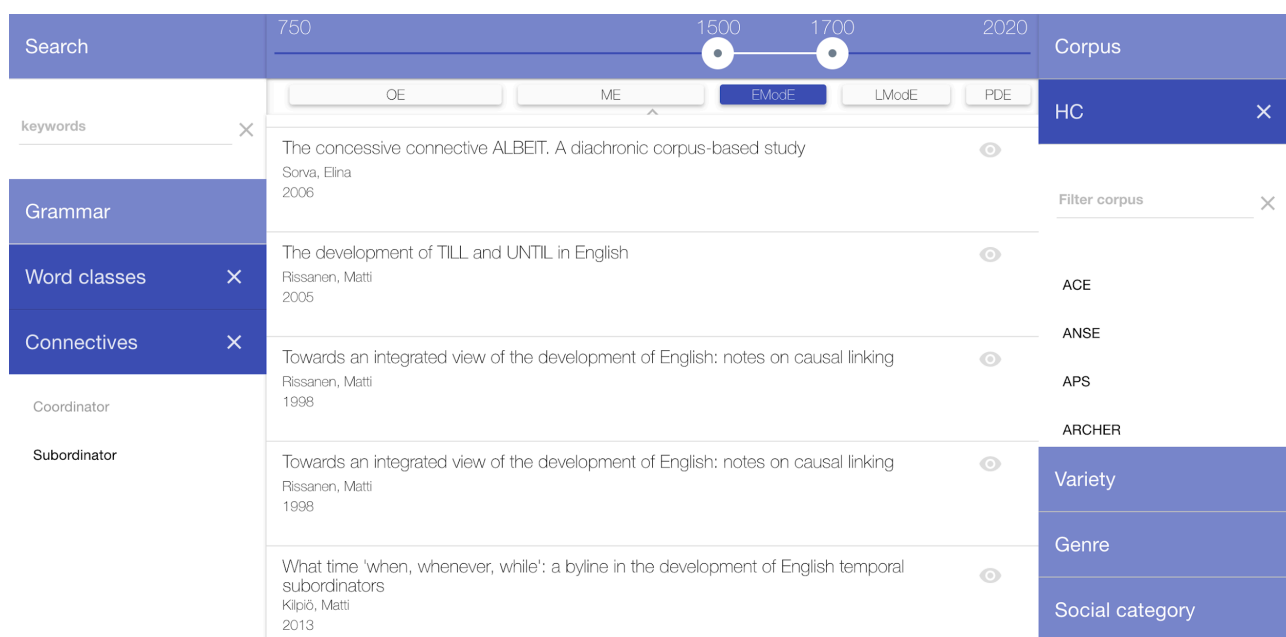 Search
keywords
Grammar
Word classes
Connectives
Coordinator
Subordinator
750 1500 1700 2020
OE ME EModE LModE PDE
The concessive connective ALBEIT. A diachronic corpus-based study
Sorva, Elina
2006
The development of TILL and UNTIL in English
Rissanen, Matti
2005
Towards an integrated view of the development of English: notes on causal linking
Rissanen, Matti
1998
Towards an integrated view of the development of English: notes on causal linking
Rissanen, Matti
1998
What time 'when, whenever, while': a byline in the development of English temporal
subordinators
Kilpiö, Matti
2013
Corpus
HC
Filter corpus
ACE
ANSE
APS
ARCHER
Variety
Genre
Social category